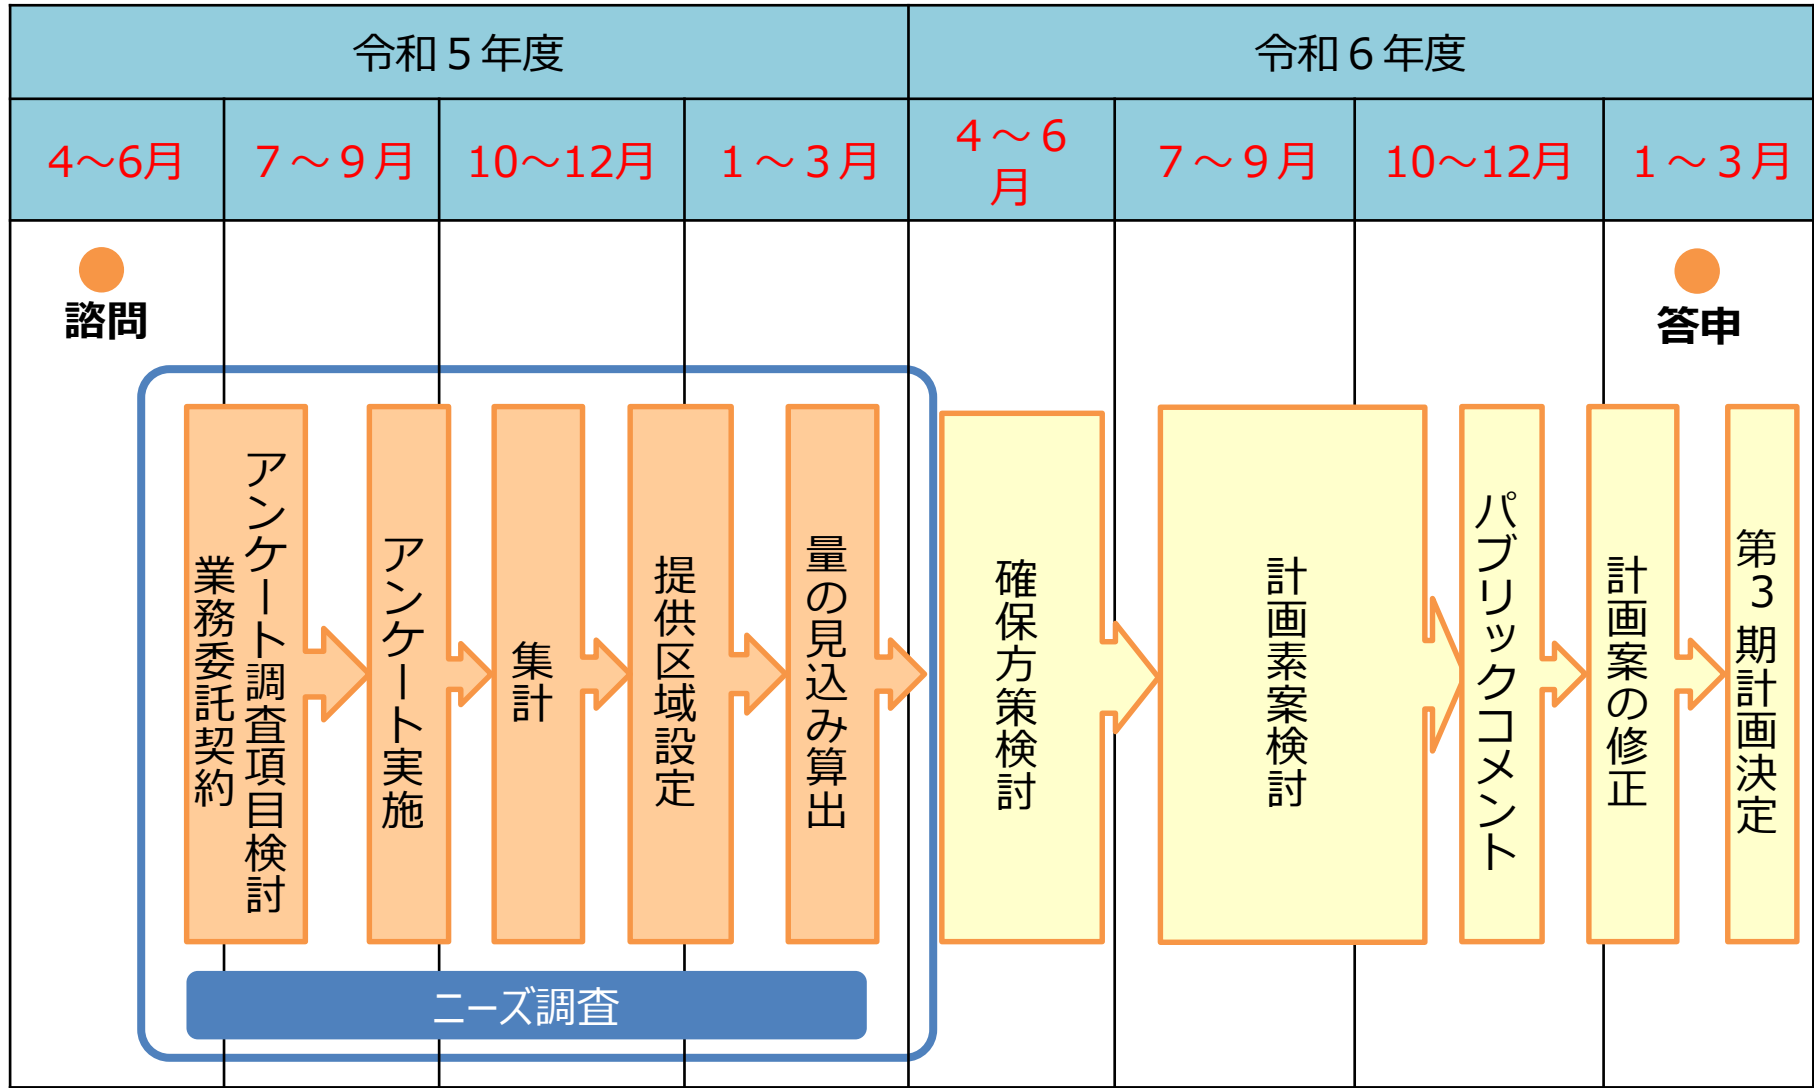 令和５年度
令和６年度
4～6月
７～９月
10～12月
１～３月
４～６
月
７～９月
10～12月
１～３月
諮問
答申
アンケート調査項目検討
業務委託契約
アンケート実施
集計
提供区域設定
量の見込み算出
確保方策検討
計画素案検討
パブリックコメント
計画案の修正
第３期計画決定
ニーズ調査